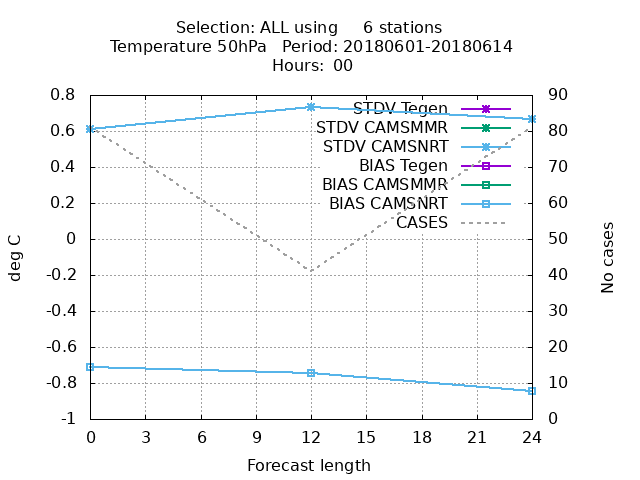 Selection: ALL using 6 stations
Temperature 50hPa Period: 20180601-20180614
Hours: 00
0.8
0.6
0.4
0.2
0
-0.2
-0.4
-0.6
-0.8
-1
deg C
STDV Tegen
STDV CAMSMMR
STDV CAMSNRT
BIAS Tegen
BIAS CAMSMMR
BIAS CAMSNRT
CASES
90
80
70
60
50
40
30
20
10
0
No cases
0 3 6 9 12 15 18 21 24
Forecast length